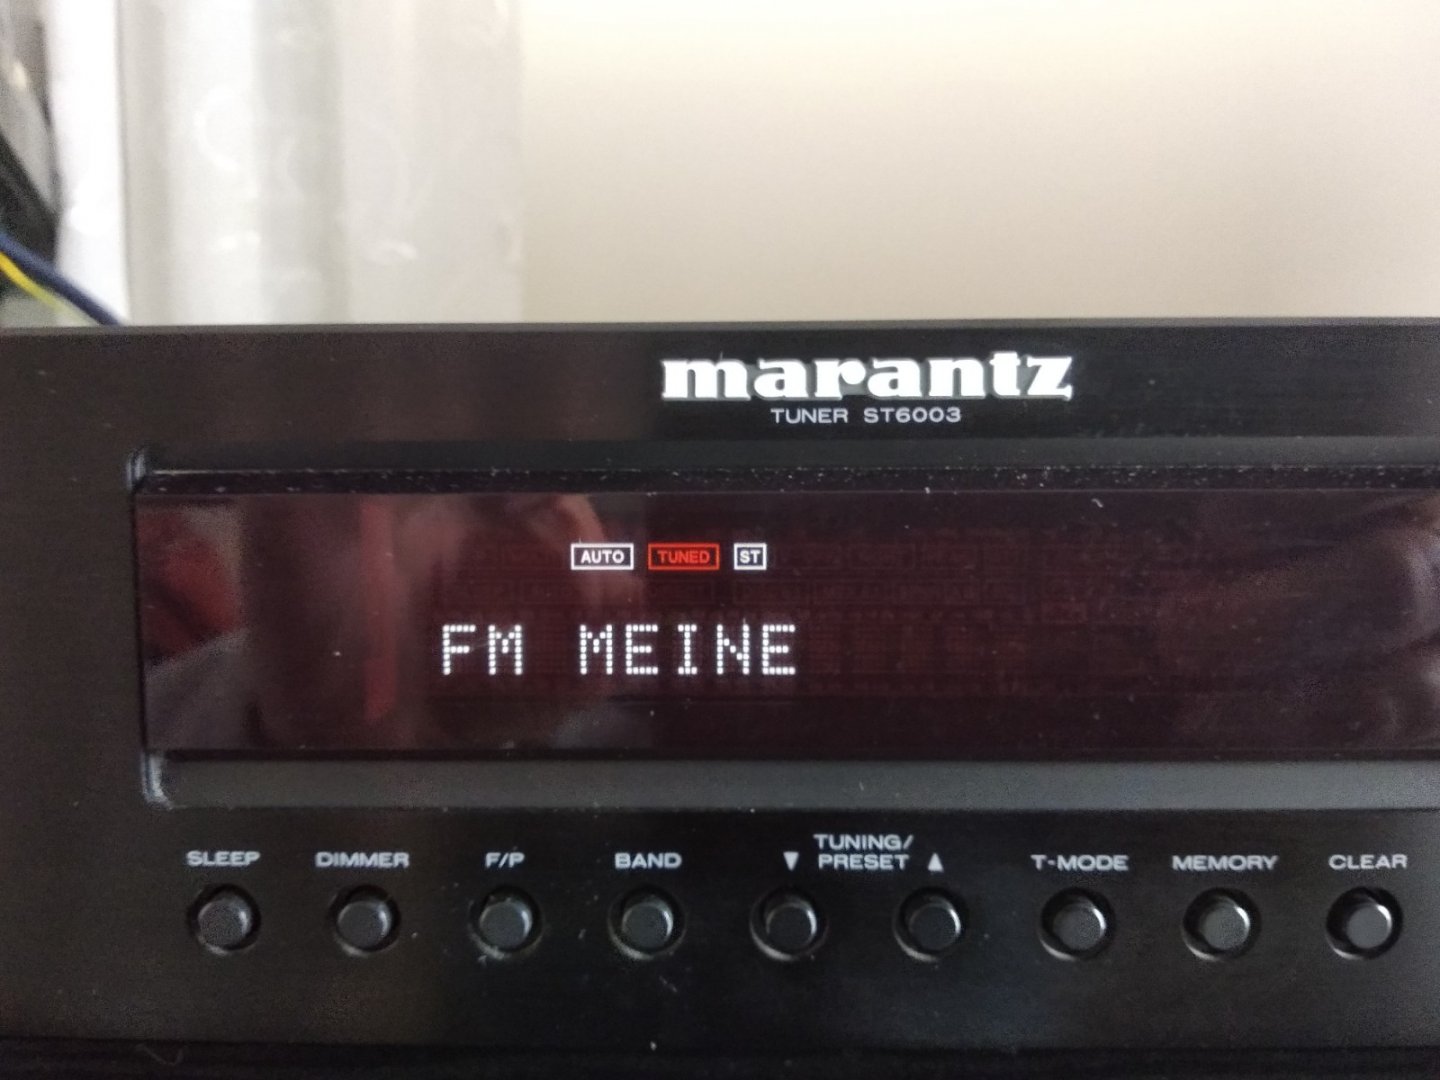 marantz
TUNER ST6003
AUTO TUNED ST
FM MEINE
SLEEP DIMMER F/P BAND ▼ TUNING/PRESET ▲ T-MODE MEMORY CLEAR